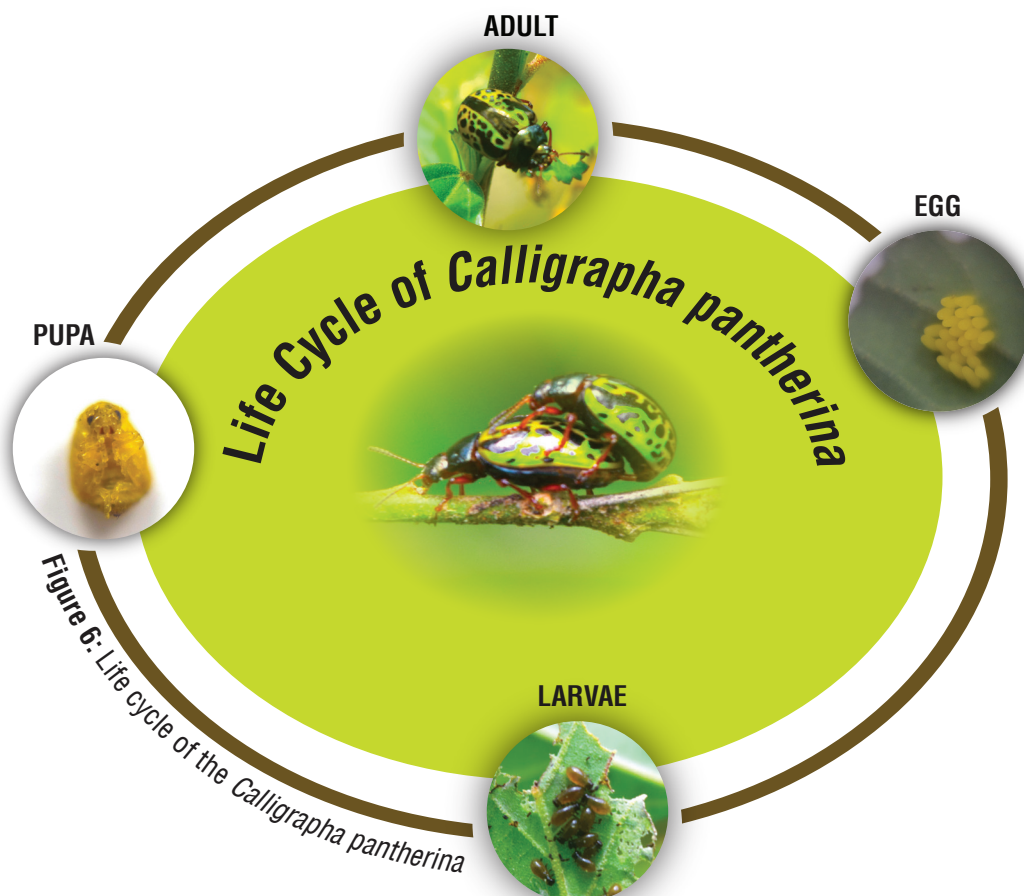 ADULT
EGG
Life Cycle of Calligrapha pantherina
PUPA
LARVAE
Figure 6: Life cycle of the Calligrapha pantherina